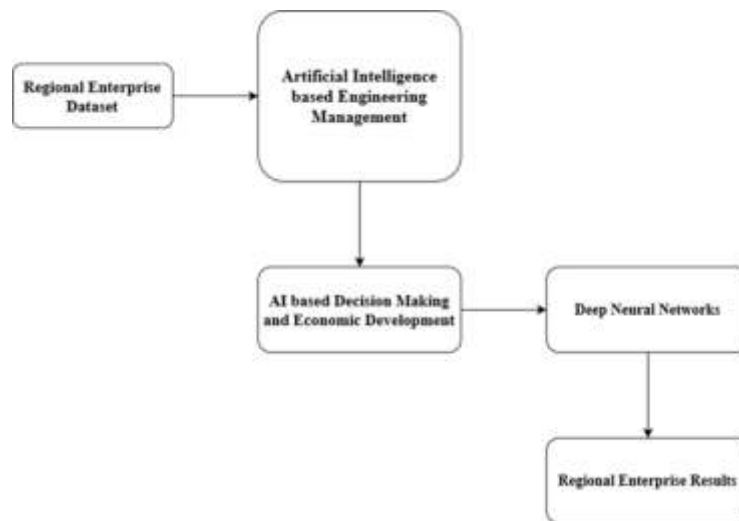 Regional Enterprise
Dataset
Artificial Intelligence
based Engineering
Management
AI based Decision Making
and Economic Development
Deep Neural Networks
Regional Enterprise Results